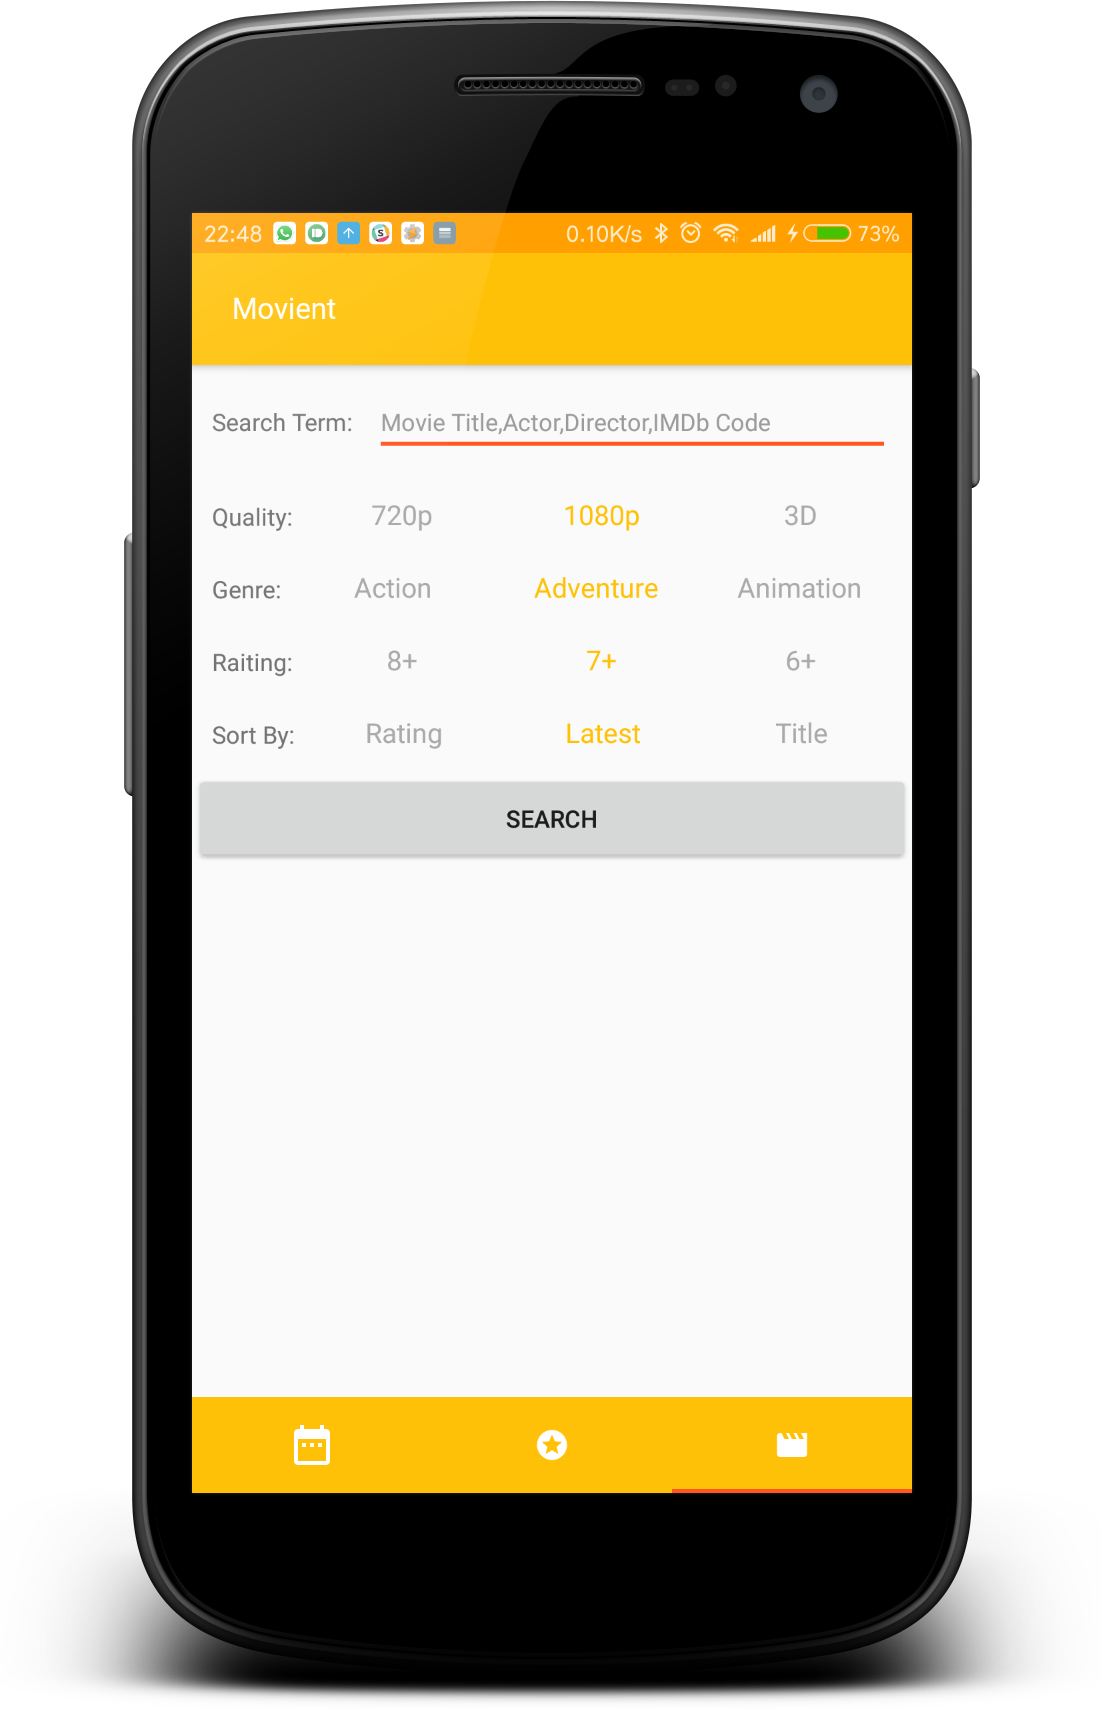 22:48 0.10K/s 73%
Movient
Search Term: Movie Title,Actor,Director,IMDb Code
Quality: 720p 1080p 3D
Genre: Action Adventure Animation
Raiting: 8+ 7+ 6+
Sort By: Rating Latest Title
SEARCH